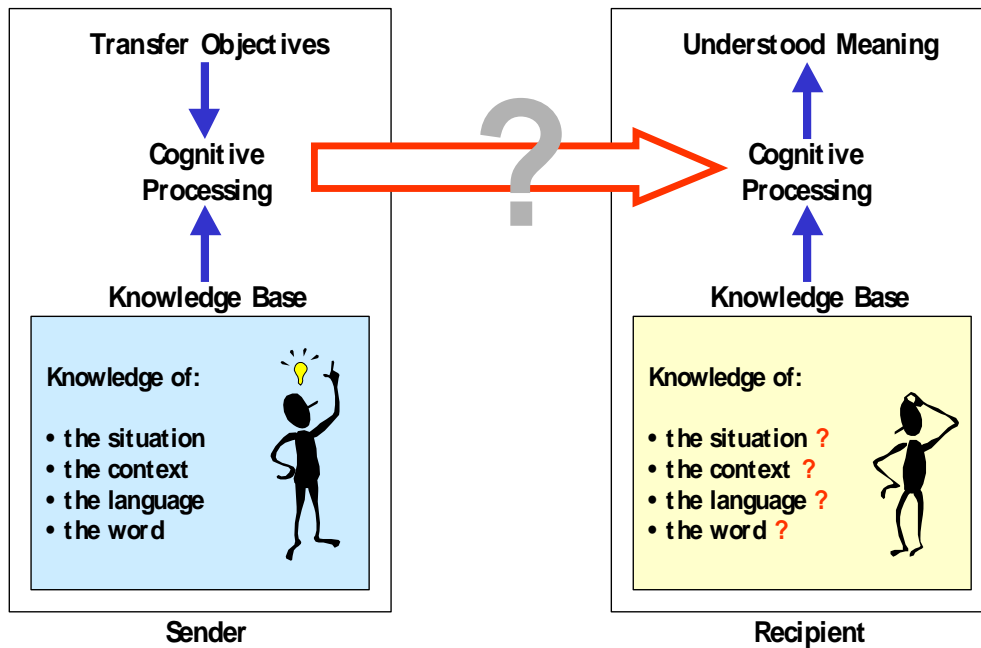 Transfer Objectives
Cognitive
Processing
Knowledge Base
Knowledge of:
• the situation
• the context
• the language
• the word
Sender
?
Understood Meaning
Cognitive
Processing
Knowledge Base
Knowledge of:
• the situation ?
• the context ?
• the language ?
• the word ?
Recipient